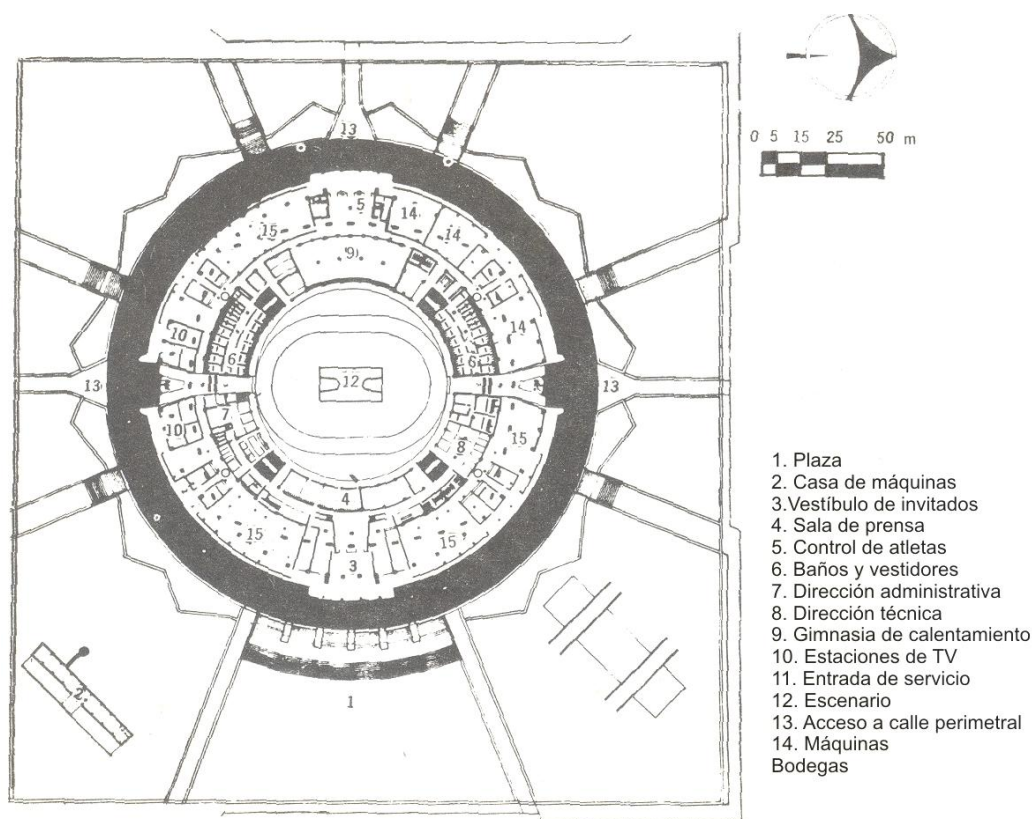 0 5 15 25 50 m
13
5
14
14
15
9
10
6
6
14
13
12
13
10
7
8
15
4
15
15
3
2.
1
1. Plaza
2. Casa de máquinas
3.Vestíbulo de invitados
4. Sala de prensa
5. Control de atletas
6. Baños y vestidores
7. Dirección administrativa
8. Dirección técnica
9. Gimnasia de calentamiento
10. Estaciones de TV
11. Entrada de servicio
12. Escenario
13. Acceso a calle perimetral
14. Máquinas
Bodegas